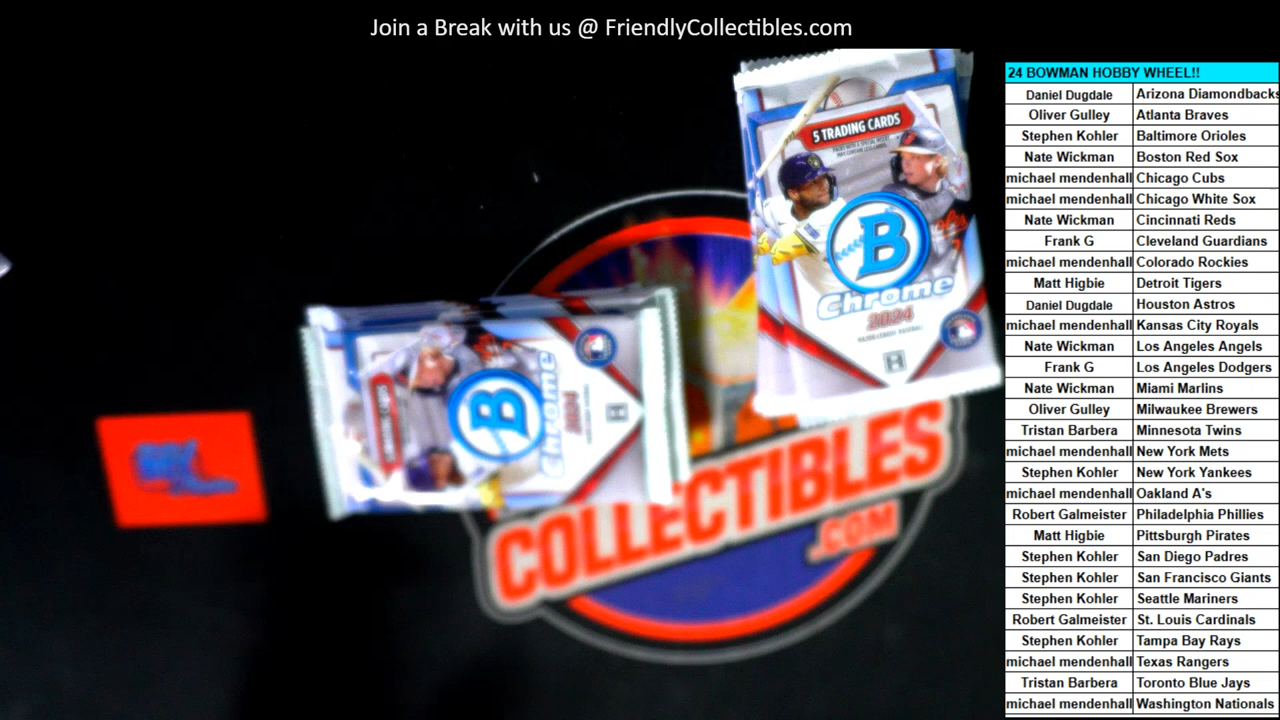 Join a Break with us @ FriendlyCollectibles.com
24 BOWMAN HOBBY WHEEL!!
Daniel Dugdale Arizona Diamondbacks
Oliver Gulley Atlanta Braves
Stephen Kohler Baltimore Orioles
Nate Wickman Boston Red Sox
michael mendenhall Chicago Cubs
michael mendenhall Chicago White Sox
Nate Wickman Cincinnati Reds
Frank G Cleveland Guardians
michael mendenhall Colorado Rockies
Matt Higbie Detroit Tigers
Daniel Dugdale Houston Astros
michael mendenhall Kansas City Royals
Nate Wickman Los Angeles Angels
Frank G Los Angeles Dodgers
Nate Wickman Miami Marlins
Oliver Gulley Milwaukee Brewers
Tristan Barbera Minnesota Twins
michael mendenhall New York Mets
Stephen Kohler New York Yankees
michael mendenhall Oakland A's
Robert Galmeister Philadelphia Phillies
Matt Higbie Pittsburgh Pirates
Stephen Kohler San Diego Padres
Stephen Kohler San Francisco Giants
Stephen Kohler Seattle Mariners
Robert Galmeister St. Louis Cardinals
Stephen Kohler Tampa Bay Rays
michael mendenhall Texas Rangers
Tristan Barbera Toronto Blue Jays
michael mendenhall Washington Nationals
5 TRADING CARDS
B
Chrome
2024
H
B
Chrome
2024
H
COLLECTIBLES
.COM